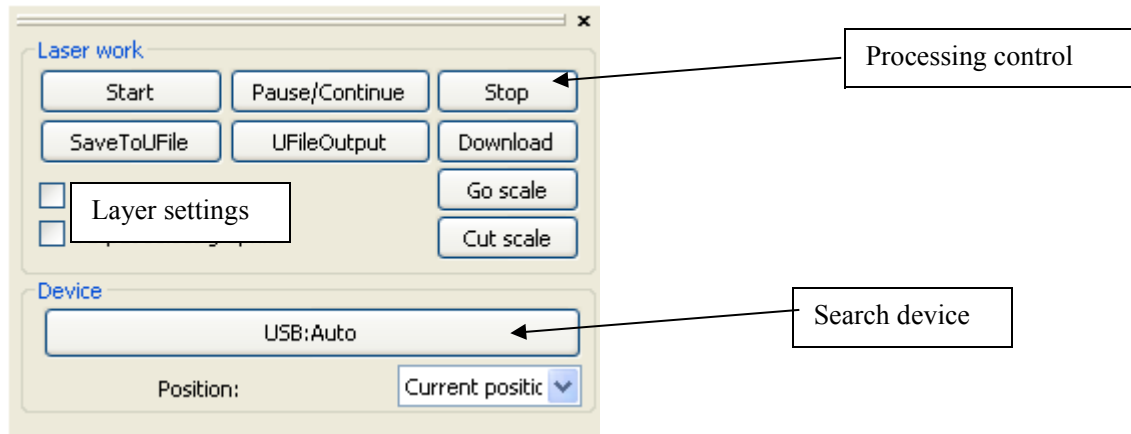 Laser work
Processing control
Start Pause/Continue Stop
SaveToUFile UFileOutput Download
Layer settings
Go scale
Cut scale
Device
USB:Auto
Search device
Position: Current positic